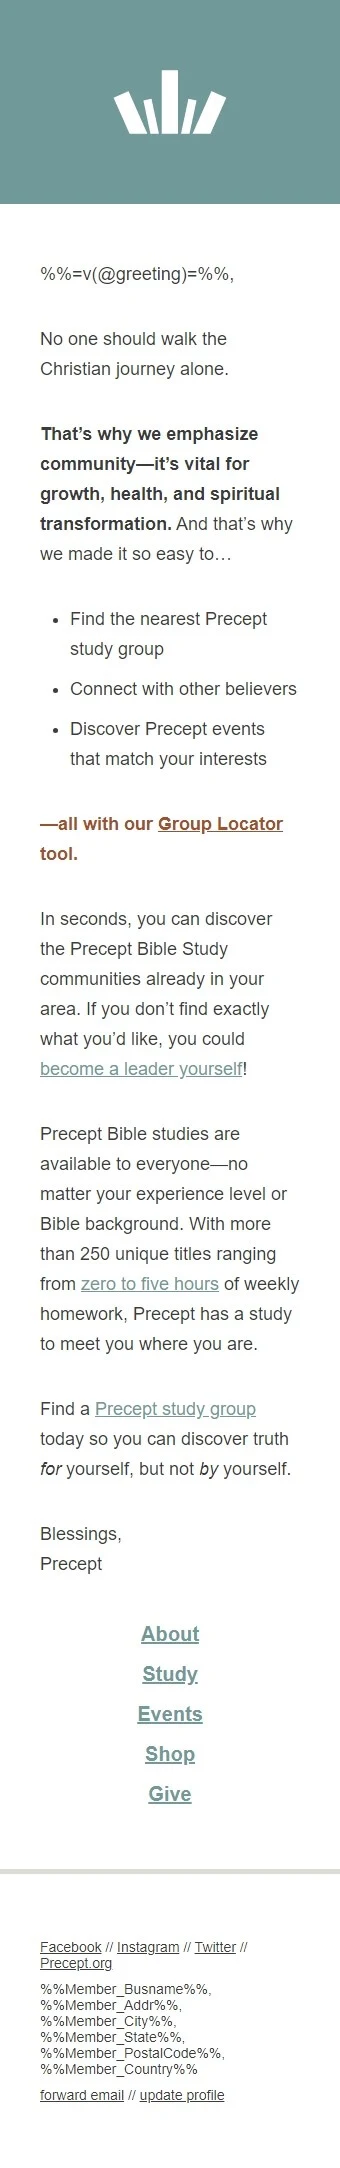 %%=v(@greeting)=%%,
No one should walk the
Christian journey alone.
That’s why we emphasize
community—it’s vital for
growth, health, and spiritual
transformation. And that’s why
we made it so easy to…
• Find the nearest Precept
study group
• Connect with other believers
• Discover Precept events
that match your interests
—all with our Group Locator
tool.
In seconds, you can discover
the Precept Bible Study
communities already in your
area. If you don’t find exactly
what you’d like, you could
become a leader yourself!
Precept Bible studies are
available to everyone—no
matter your experience level or
Bible background. With more
than 250 unique titles ranging
from zero to five hours of weekly
homework, Precept has a study
to meet you where you are.
Find a Precept study group
today so you can discover truth
for yourself, but not by yourself.
Blessings,
Precept
About
Study
Events
Shop
Give
Facebook // Instagram // Twitter //
Precept.org
%%Member_Busname%%,
%%Member_Addr%%,
%%Member_City%%,
%%Member_State%%,
%%Member_PostalCode%%,
%%Member_Country%%
forward email // update profile